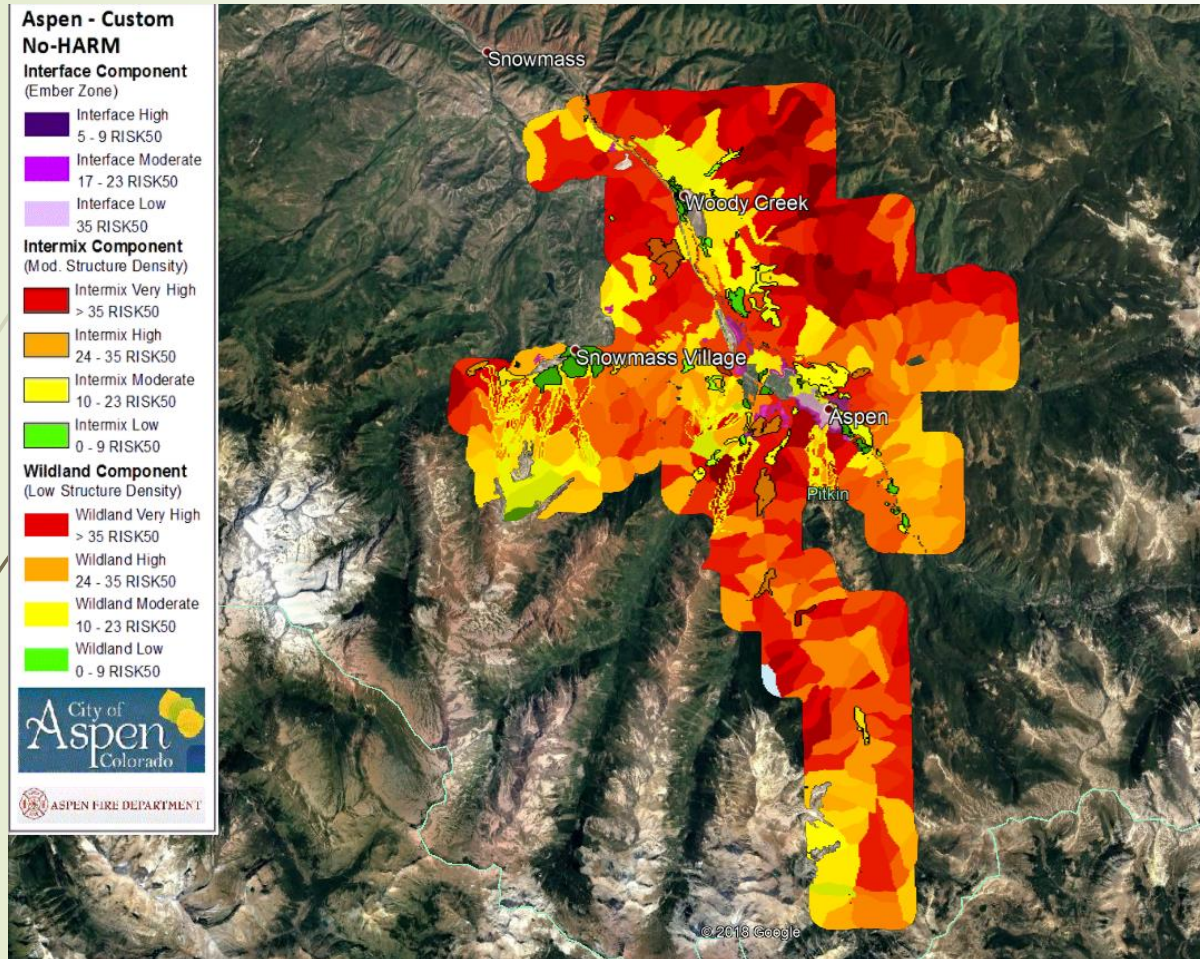 Aspen - Custom
No-HARM
Interface Component
(Ember Zone)
Interface High
5 - 9 RISK50
Interface Moderate
17 - 23 RISK50
Interface Low
35 RISK50
Intermix Component
(Mod. Structure Density)
Intermix Very High
> 35 RISK50
Intermix High
24 - 35 RISK50
Intermix Moderate
10 - 23 RISK50
Intermix Low
0 - 9 RISK50
Wildland Component
(Low Structure Density)
Wildland Very High
> 35 RISK50
Wildland High
24 - 35 RISK50
Wildland Moderate
10 - 23 RISK50
Wildland Low
0 - 9 RISK50
City of
Aspen
Colorado
ASPEN FIRE DEPARTMENT
Snowmass
Woody Creek
Snowmass Village
Aspen
Pitkin
© 2018 Google